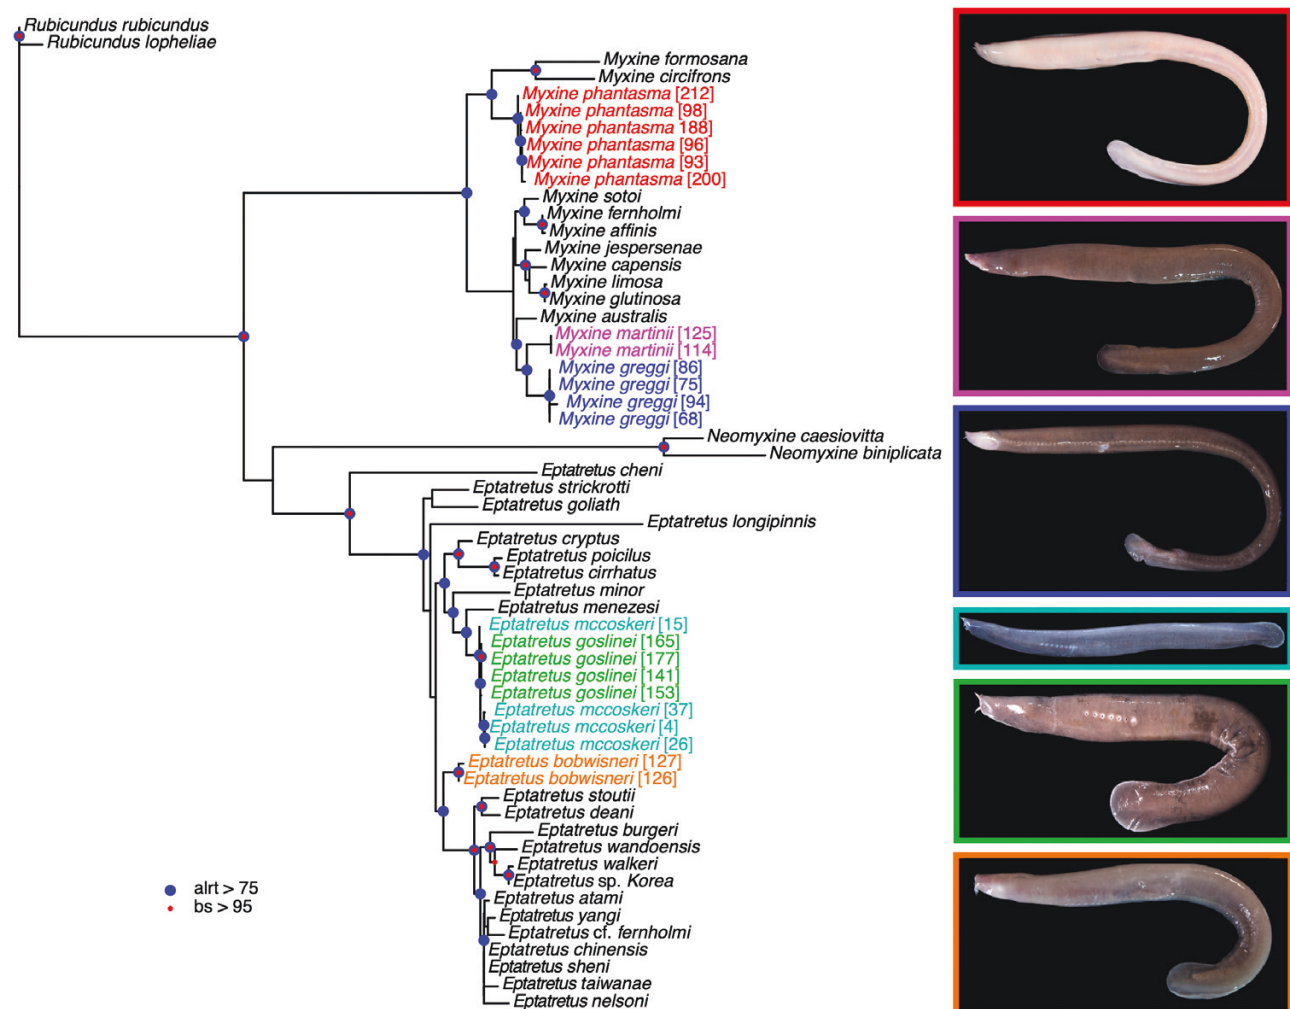 Rubicundus rubicundus
Rubicundus lopheliae
Myxine formosana
Myxine circifrons
Myxine phantasma [212]
Myxine phantasma [98]
Myxine phantasma 188]
Myxine phantasma [96]
Myxine phantasma [93]
Myxine phantasma [200]
Myxine sotoi
Myxine fernholmi
Myxine affinis
Myxine jespersenae
Myxine capensis
Myxine limosa
Myxine glutinosa
Myxine australis
Myxine martinii [125]
Myxine martinii [114]
Myxine greggi [86]
Myxine greggi [75]
Myxine greggi [94]
Myxine greggi [68]
Neomyxine caesiovitta
Neomyxine biniplicata
Eptatretus cheni
Eptatretus strickrotti
Eptatretus goliath
Eptatretus longipinnis
Eptatretus cryptus
Eptatretus poicilus
Eptatretus cirrhatus
Eptatretus minor
Eptatretus menezesi
Eptatretus mccoskeri [15]
Eptatretus goslinei [165]
Eptatretus goslinei [177]
Eptatretus goslinei [141]
Eptatretus goslinei [153]
Eptatretus mccoskeri [37]
Eptatretus mccoskeri [4]
Eptatretus mccoskeri [26]
Eptatretus bobwisneri [127]
Eptatretus bobwisneri [126]
Eptatretus stoutii
Eptatretus deani
Eptatretus burgeri
Eptatretus wandoensis
Eptatretus walkeri
Eptatretus sp. Korea
Eptatretus atami
Eptatretus yangi
Eptatretus cf. fernholmi
Eptatretus chinensis
Eptatretus sheni
Eptatretus taiwanae
Eptatretus nelsoni
alrt > 75
bs > 95